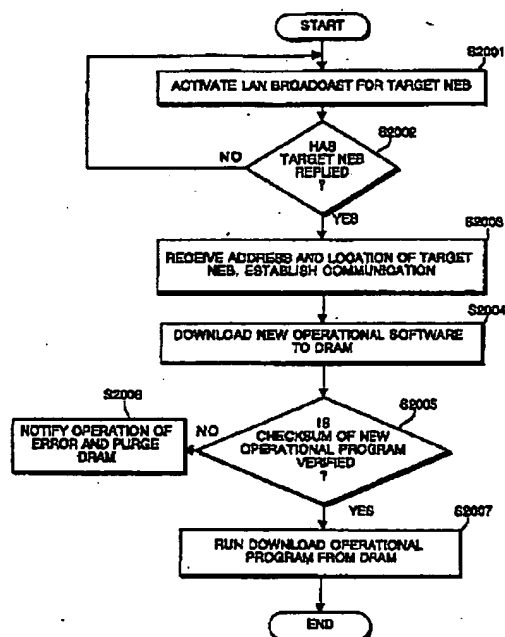 START
S2001
ACTIVATE LAN BROADCAST FOR TARGET NEB
S2002
HAS
TARGET NEB
REPLIED
?
NO
YES
S2003
RECEIVE ADDRESS AND LOCATION OF TARGET
NEB, ESTABLISH COMMUNICATION
S2004
DOWNLOAD NEW OPERATIONAL SOFTWARE
TO DRAM
S2006
NOTIFY OPERATION OF
ERROR AND PURGE
DRAM
NO
S2005
IS
CHECKSUM OF NEW
OPERATIONAL PROGRAM
VERIFIED
?
YES
S2007
RUN DOWNLOAD OPERATIONAL
PROGRAM FROM DRAM
END